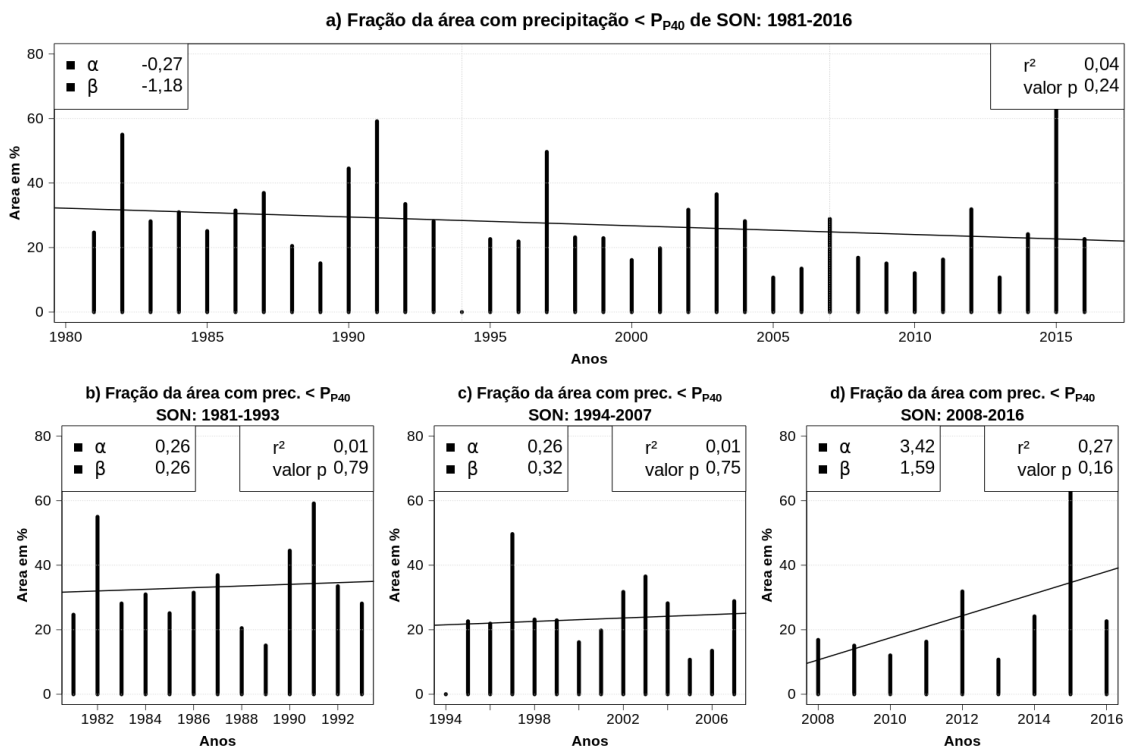 a) Fração da área com precipitação < P_P40 de SON: 1981-2016
α -0,27
β -1,18
r² 0,04
valor p 0,24
Area em %
80
60
40
20
0
1980 1985 1990 1995 2000 2005 2010 2015
Anos
b) Fração da área com prec. < P_P40
SON: 1981-1993
α 0,26
β 0,26
r² 0,01
valor p 0,79
Area em %
80
60
40
20
0
1982 1984 1986 1988 1990 1992
Anos
c) Fração da área com prec. < P_P40
SON: 1994-2007
α 0,26
β 0,32
r² 0,01
valor p 0,75
Area em %
80
60
40
20
0
1994 1998 2002 2006
Anos
d) Fração da área com prec. < P_P40
SON: 2008-2016
α 3,42
β 1,59
r² 0,27
valor p 0,16
Area em %
80
60
40
20
0
2008 2010 2012 2014 2016
Anos